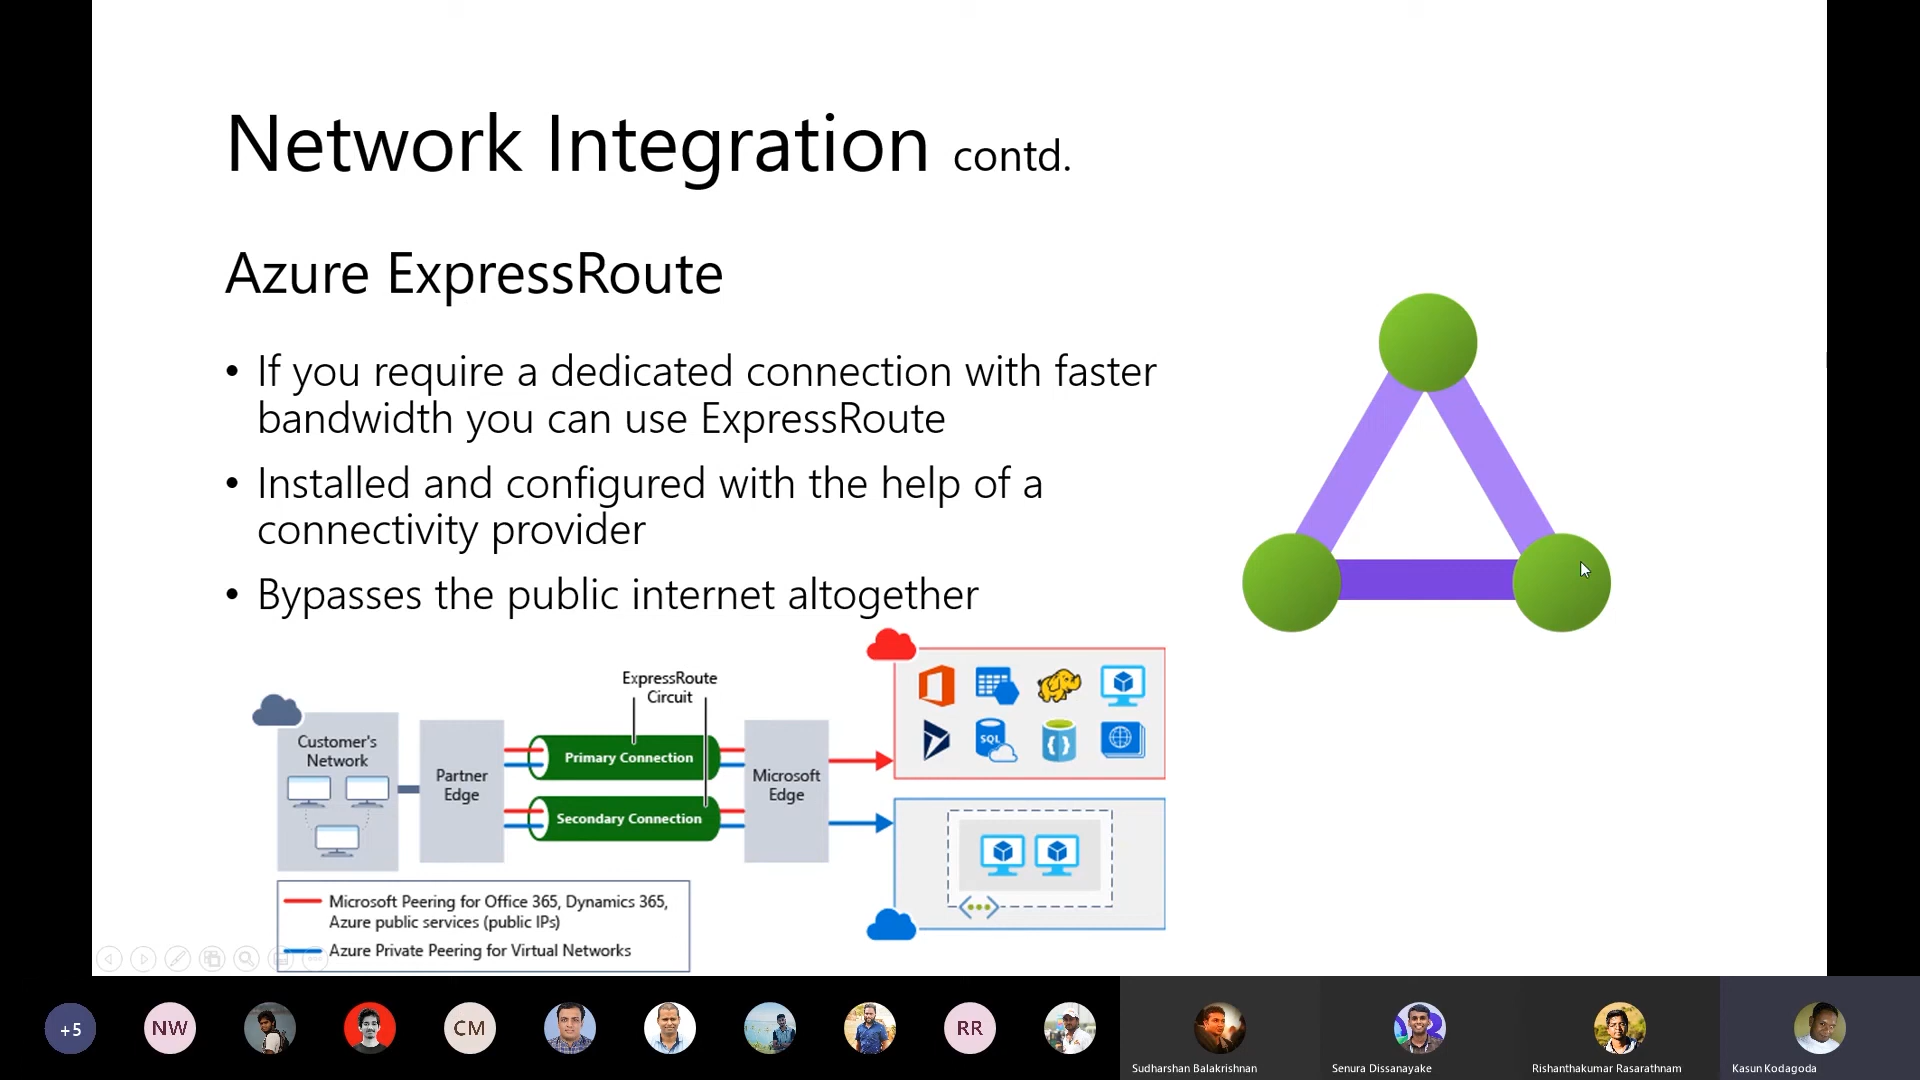 Network Integration contd.
Azure ExpressRoute
• If you require a dedicated connection with faster
bandwidth you can use ExpressRoute
• Installed and configured with the help of a
connectivity provider
• Bypasses the public internet altogether
ExpressRoute
Circuit
Customer's
Network
Partner
Edge
Primary Connection
Secondary Connection
Microsoft
Edge
SQL
Microsoft Peering for Office 365, Dynamics 365,
Azure public services (public IPs)
Azure Private Peering for Virtual Networks
+5
NW
CM
RR
Sudharshan Balakrishnan
Senura Dissanayake
Rishanthakumar Rasarathnam
Kasun Kodagoda